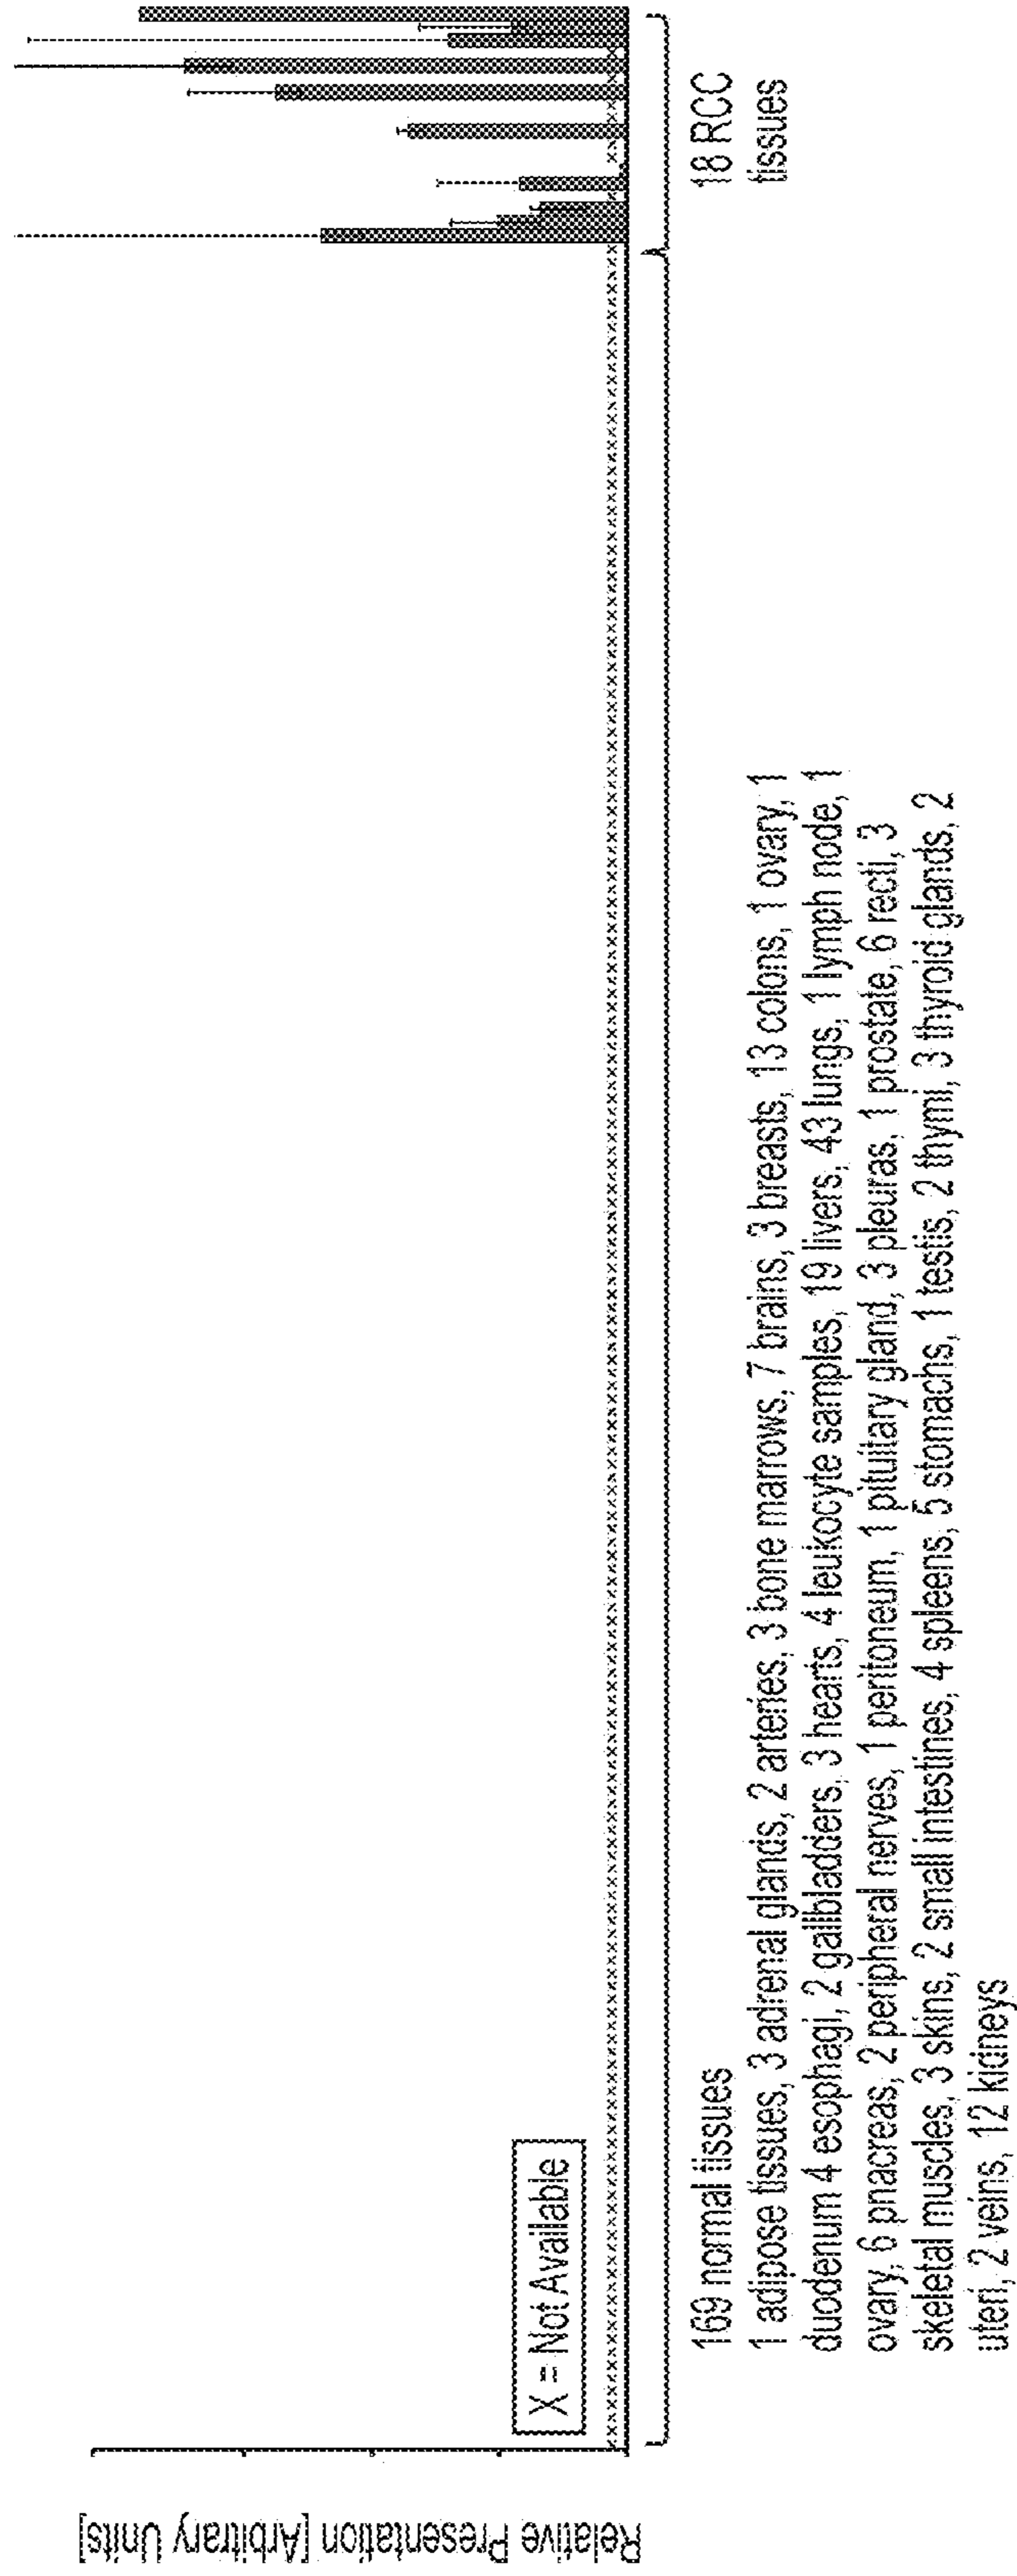 Relative Presentation [Arbitrary Units]
X = Not Available
169 normal tissues
1 adipose tissues, 3 adrenal glands, 2 arteries, 3 bone marrows, 7 brains, 3 breasts, 13 colons, 1 ovary, 1
duodenum 4 esophagi, 2 gallbladders, 3 hearts, 4 leukocyte samples, 19 livers, 43 lungs, 1 lymph node, 1
ovary, 6 pnacreas, 2 peripheral nerves, 1 peritoneum, 1 pituitary gland, 3 pleuras, 1 prostate, 6 recti, 3
skeletal muscles, 3 skins, 2 small intestines, 4 spleens, 5 stomachs, 1 testis, 2 thymi, 3 thyroid glands, 2
uteri, 2 veins, 12 kidneys
18 RCC
tissues